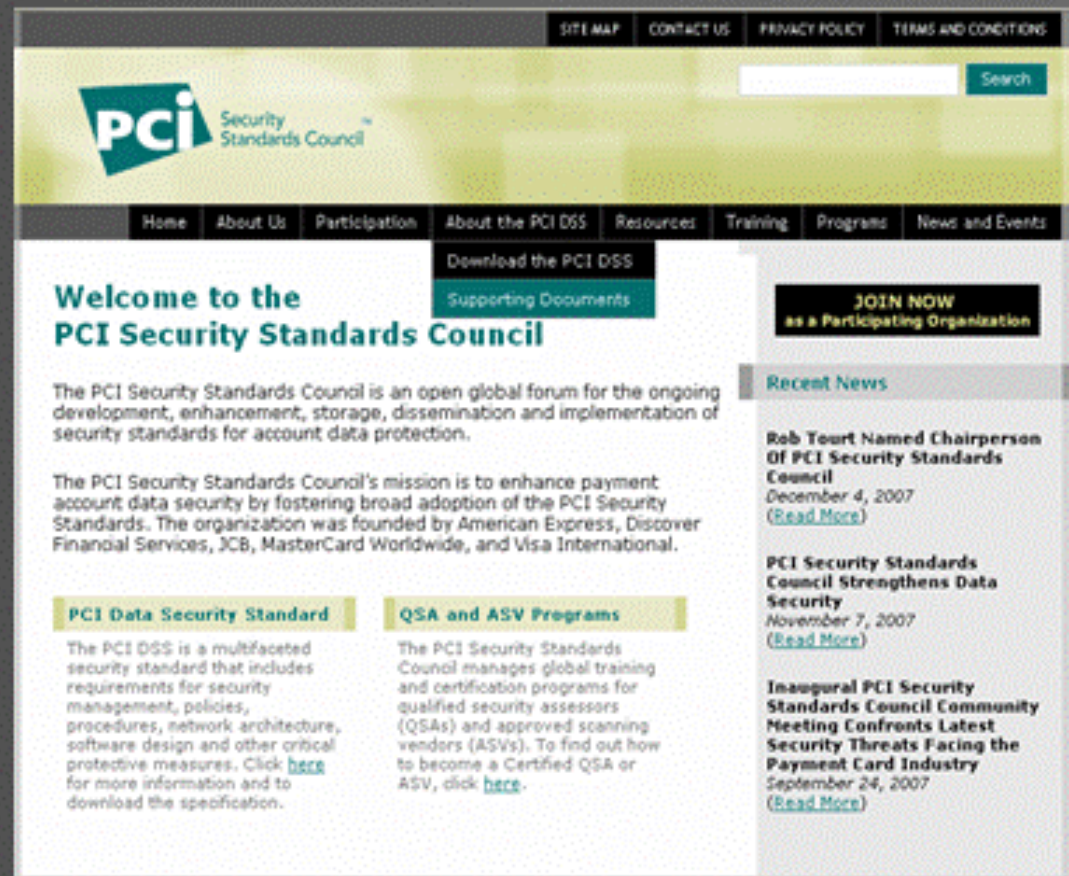 SITE MAP
CONTACT US
PRIVACY POLICY
TERMS AND CONDITIONS
Search
PCI Security
Standards Council™
Home
About Us
Participation
About the PCI DSS
Resources
Training
Programs
News and Events
Download the PCI DSS
Supporting Documents
Welcome to the
PCI Security Standards Council
The PCI Security Standards Council is an open global forum for the ongoing
development, enhancement, storage, dissemination and implementation of
security standards for account data protection.
The PCI Security Standards Council's mission is to enhance payment
account data security by fostering broad adoption of the PCI Security
Standards. The organization was founded by American Express, Discover
Financial Services, JCB, MasterCard Worldwide, and Visa International.
PCI Data Security Standard
The PCI DSS is a multifaceted
security standard that includes
requirements for security
management, policies,
procedures, network architecture,
software design and other critical
protective measures. Click here
for more information and to
download the specification.
QSA and ASV Programs
The PCI Security Standards
Council manages global training
and certification programs for
qualified security assessors
(QSAs) and approved scanning
vendors (ASVs). To find out how
to become a Certified QSA or
ASV, click here.
JOIN NOW
as a Participating Organization
Recent News
Rob Tourt Named Chairperson
Of PCI Security Standards
Council
December 4, 2007
(Read More)
PCI Security Standards
Council Strengthens Data
Security
November 7, 2007
(Read More)
Inaugural PCI Security
Standards Council Community
Meeting Confronts Latest
Security Threats Facing the
Payment Card Industry
September 24, 2007
(Read More)